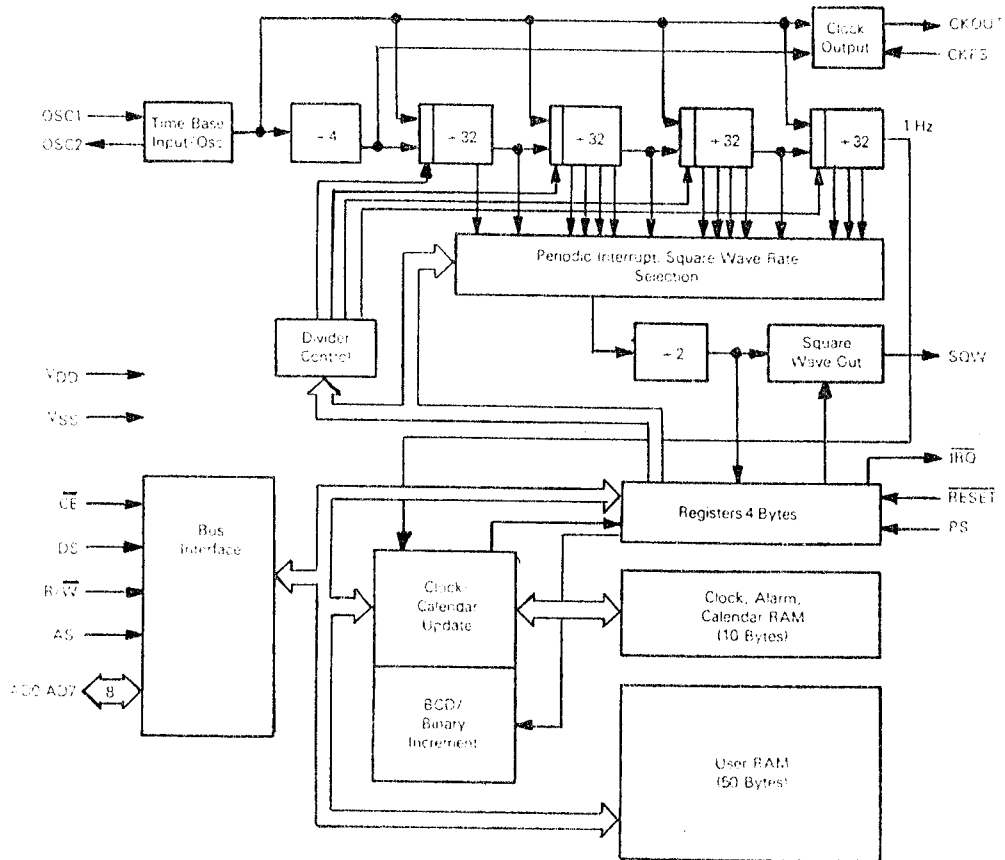 Clock
Output
CKOUT
CKFS
OSC1
OSC2
Time Base
Input/Osc
÷4
÷32
÷32
÷32
÷32
1 Hz
Periodic Interrupt, Square Wave Rate
Selection
Divider
Control
÷2
Square
Wave Out
SQW
VDD
VSS
IRQ
RESET
PS
CE
DS
R/W
AS
AD0-AD7
8
Bus
Interface
Registers 4 Bytes
Clock-
Calendar
Update
BCD/
Binary
Increment
Clock, Alarm,
Calendar RAM
(10 Bytes)
User RAM
(50 Bytes)